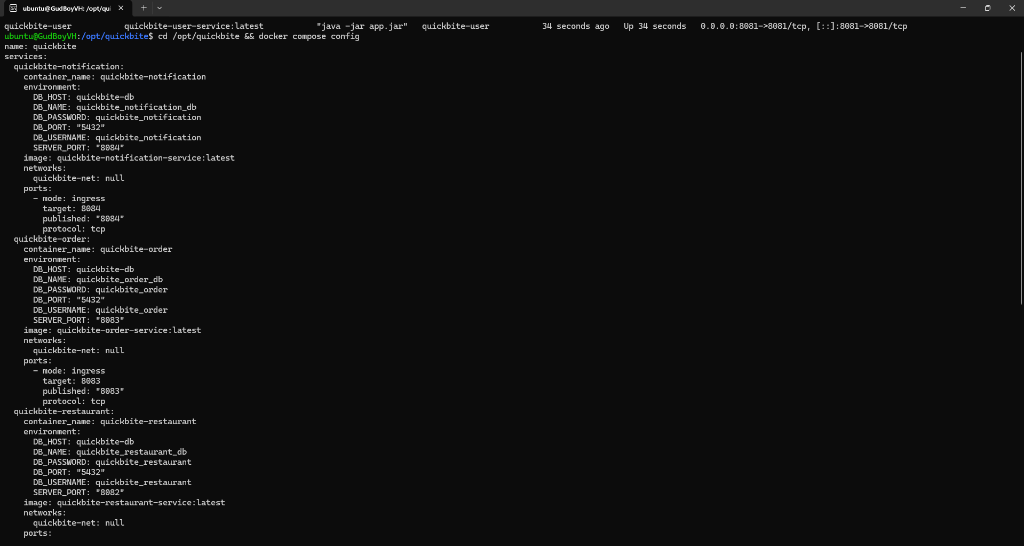 ubuntu@GudBoyVH: /opt/qui
quickbite-user quickbite-user-service:latest "java -jar app.jar" quickbite-user 34 seconds ago Up 34 seconds 0.0.0.0:8081->8081/tcp, [::]:8081->8081/tcp
ubuntu@GudBoyVH:/opt/quickbite$ cd /opt/quickbite && docker compose config
name: quickbite
services:
  quickbite-notification:
    container_name: quickbite-notification
    environment:
      DB_HOST: quickbite-db
      DB_NAME: quickbite_notification_db
      DB_PASSWORD: quickbite_notification
      DB_PORT: "5432"
      DB_USERNAME: quickbite_notification
      SERVER_PORT: "8084"
    image: quickbite-notification-service:latest
    networks:
      quickbite-net: null
    ports:
      - mode: ingress
        target: 8084
        published: "8084"
        protocol: tcp
  quickbite-order:
    container_name: quickbite-order
    environment:
      DB_HOST: quickbite-db
      DB_NAME: quickbite_order_db
      DB_PASSWORD: quickbite_order
      DB_PORT: "5432"
      DB_USERNAME: quickbite_order
      SERVER_PORT: "8083"
    image: quickbite-order-service:latest
    networks:
      quickbite-net: null
    ports:
      - mode: ingress
        target: 8083
        published: "8083"
        protocol: tcp
  quickbite-restaurant:
    container_name: quickbite-restaurant
    environment:
      DB_HOST: quickbite-db
      DB_NAME: quickbite_restaurant_db
      DB_PASSWORD: quickbite_restaurant
      DB_PORT: "5432"
      DB_USERNAME: quickbite_restaurant
      SERVER_PORT: "8082"
    image: quickbite-restaurant-service:latest
    networks:
      quickbite-net: null
    ports: